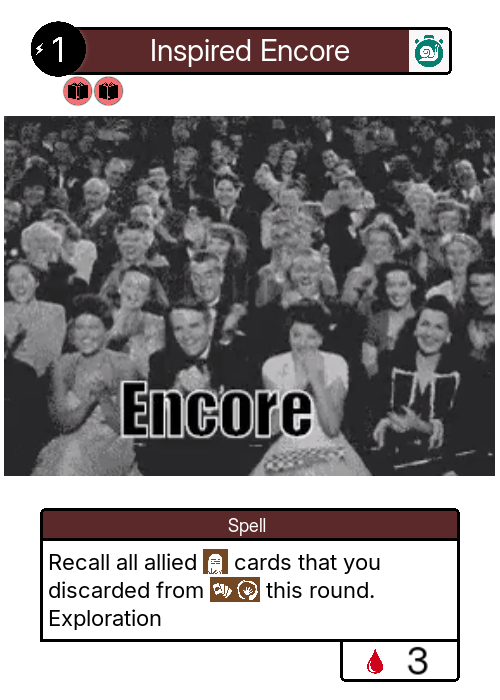 1 Inspired Encore
Encore
Spell
Recall all allied cards that you
discarded from this round.
Exploration
3